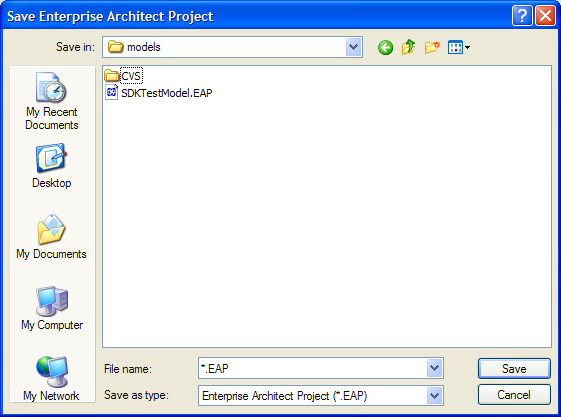 Save Enterprise Architect Project
Save in: models
CVS
SDKTestModel.EAP
My Recent
Documents
Desktop
My Documents
My Computer
My Network
File name: *.EAP
Save
Save as type: Enterprise Architect Project (*.EAP)
Cancel